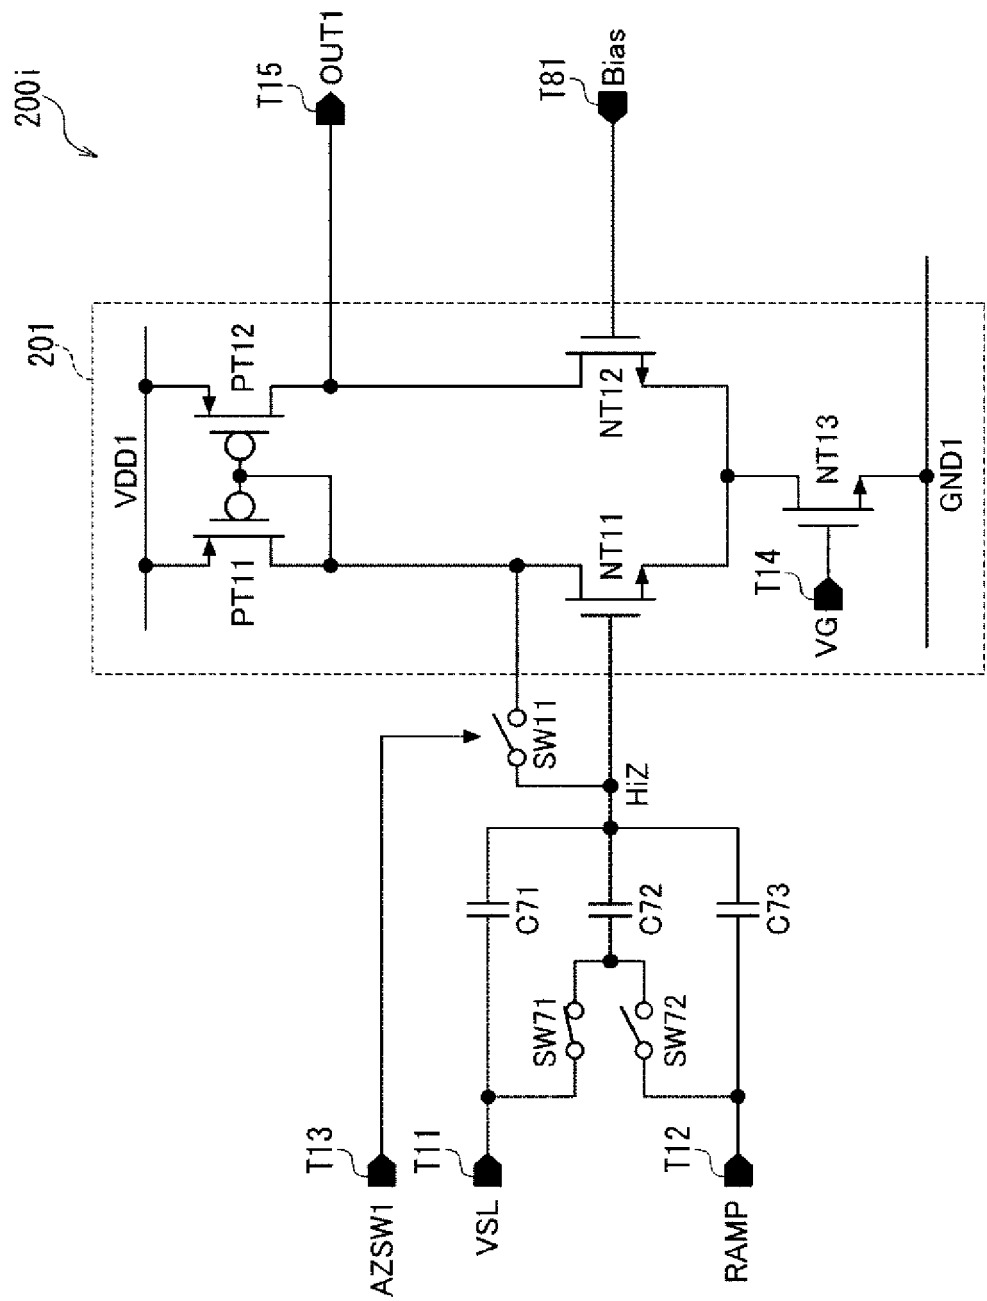 200i
T15
OUT1
T81
Bias
201
VDD1
PT12
PT11
NT12
NT11
NT13
GND1
T14
VG
SW11
HiZ
C71
C72
C73
SW71
SW72
T13
AZSW1
T11
VSL
T12
RAMP